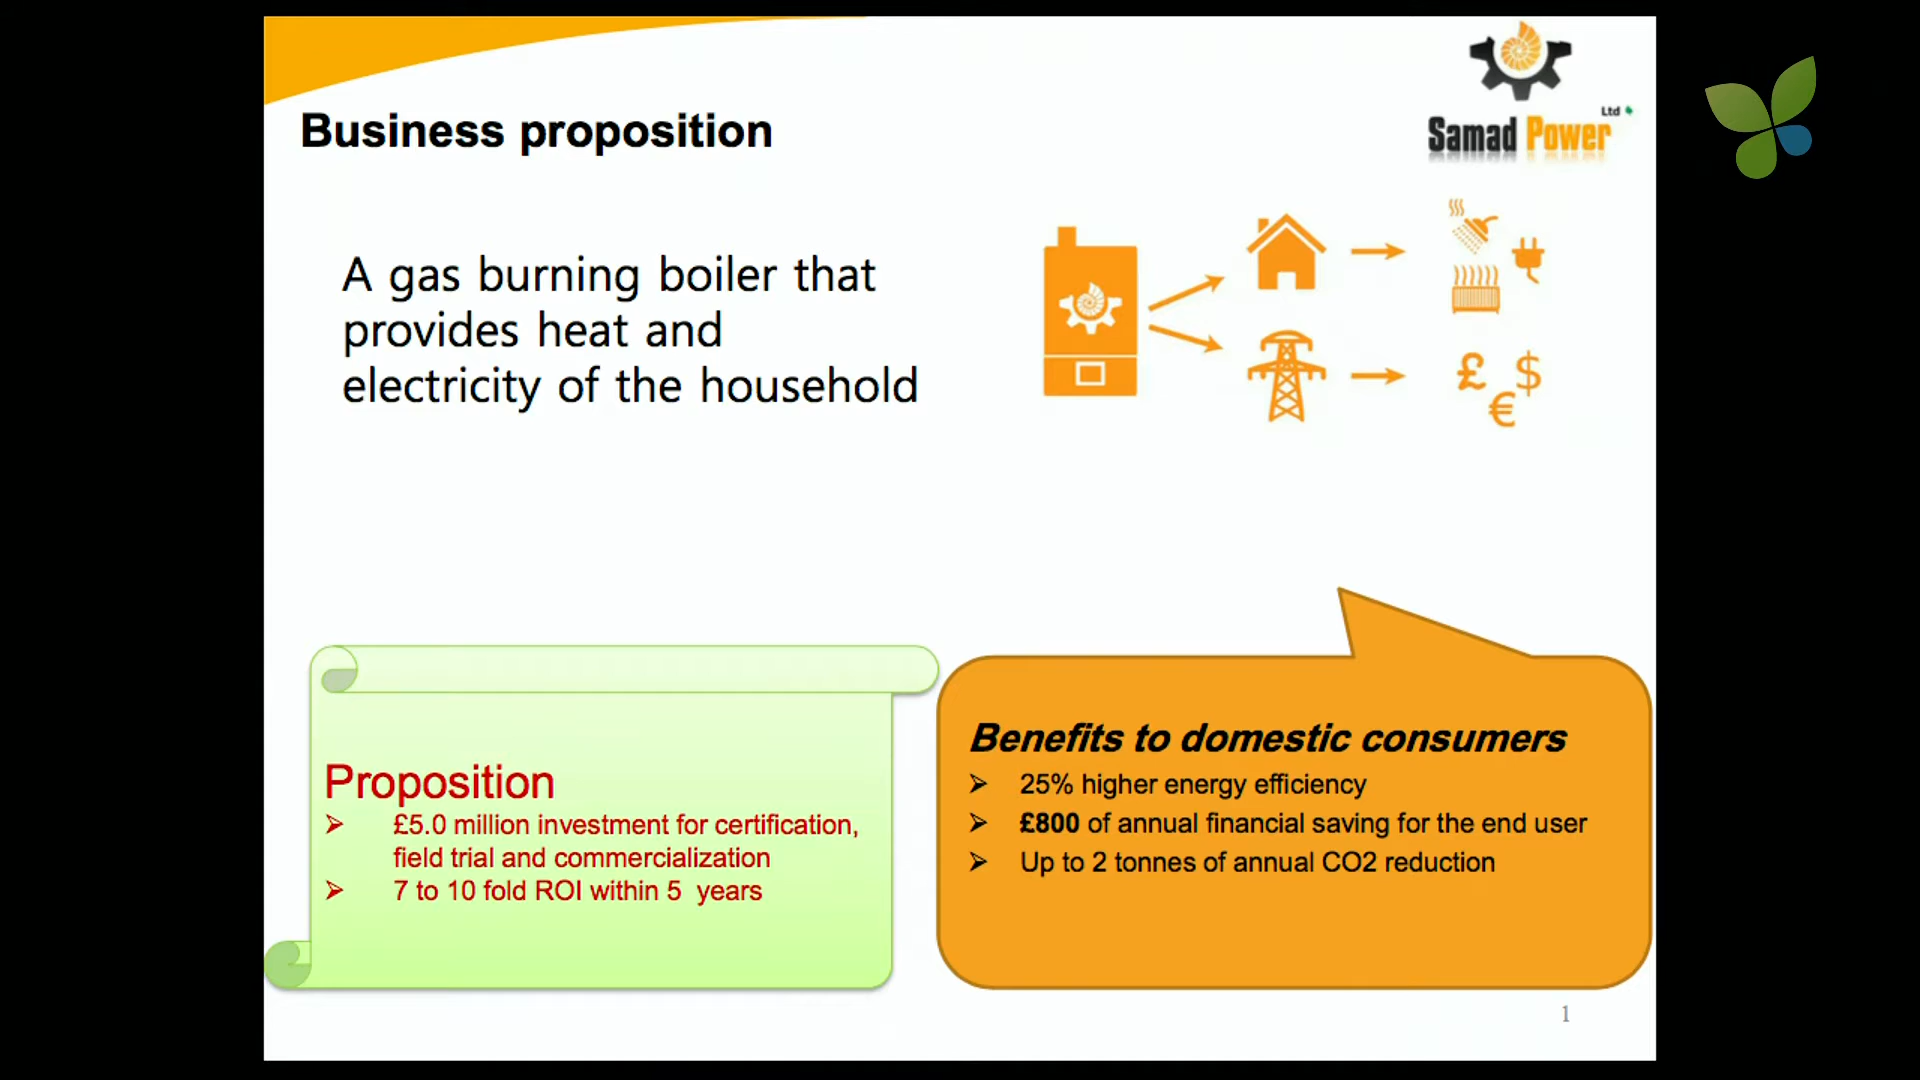 Business proposition
Samad Power Ltd
A gas burning boiler that
provides heat and
electricity of the household
£ $
€
Proposition
➢ £5.0 million investment for certification,
field trial and commercialization
➢ 7 to 10 fold ROI within 5 years
Benefits to domestic consumers
➢ 25% higher energy efficiency
➢ £800 of annual financial saving for the end user
➢ Up to 2 tonnes of annual CO2 reduction
1